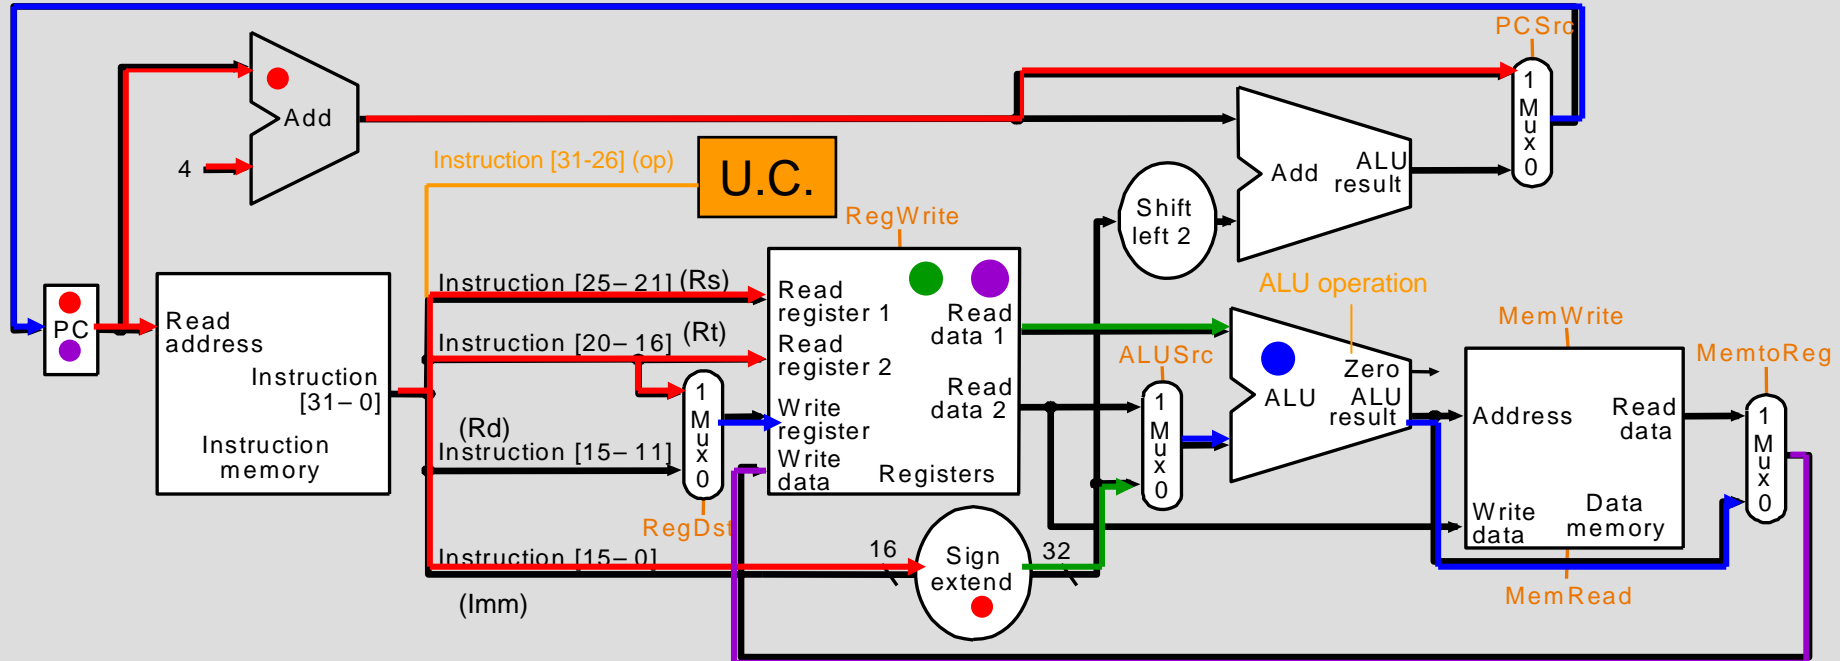 PCSrc
1
Mux
0
Add
4
Instruction [31-26] (op)
U.C.
Add
ALU
result
Shift
left 2
RegWrite
Instruction [25–21] (Rs)
Instruction [20–16] (Rt)
(Rd)
Instruction [15–11]
Instruction [15–0]
(Imm)
PC
Read
address
Instruction
[31–0]
Instruction
memory
1
Mux
0
RegDst
Read
register 1
Read
register 2
Write
register
Write
data
Read
data 1
Read
data 2
Registers
16
Sign
extend
32
ALUSrc
1
Mux
0
ALU operation
Zero
ALU
ALU
result
MemWrite
Address
Read
data
Write
data
Data
memory
MemRead
MemtoReg
1
Mux
0